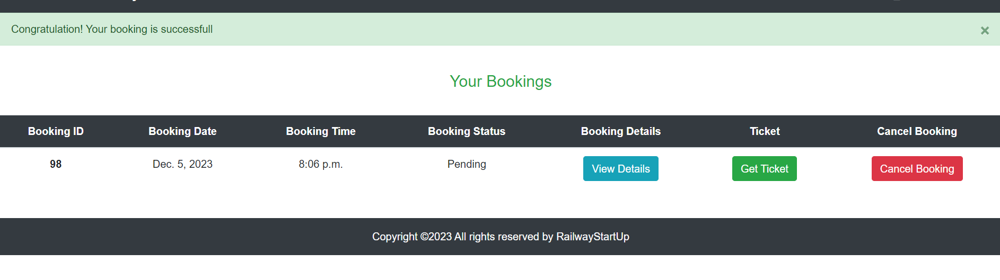 Congratulation! Your booking is successfull
×
Your Bookings
Booking ID Booking Date Booking Time Booking Status Booking Details Ticket Cancel Booking
98 Dec. 5, 2023 8:06 p.m. Pending View Details Get Ticket Cancel Booking
Copyright ©2023 All rights reserved by RailwayStartUp